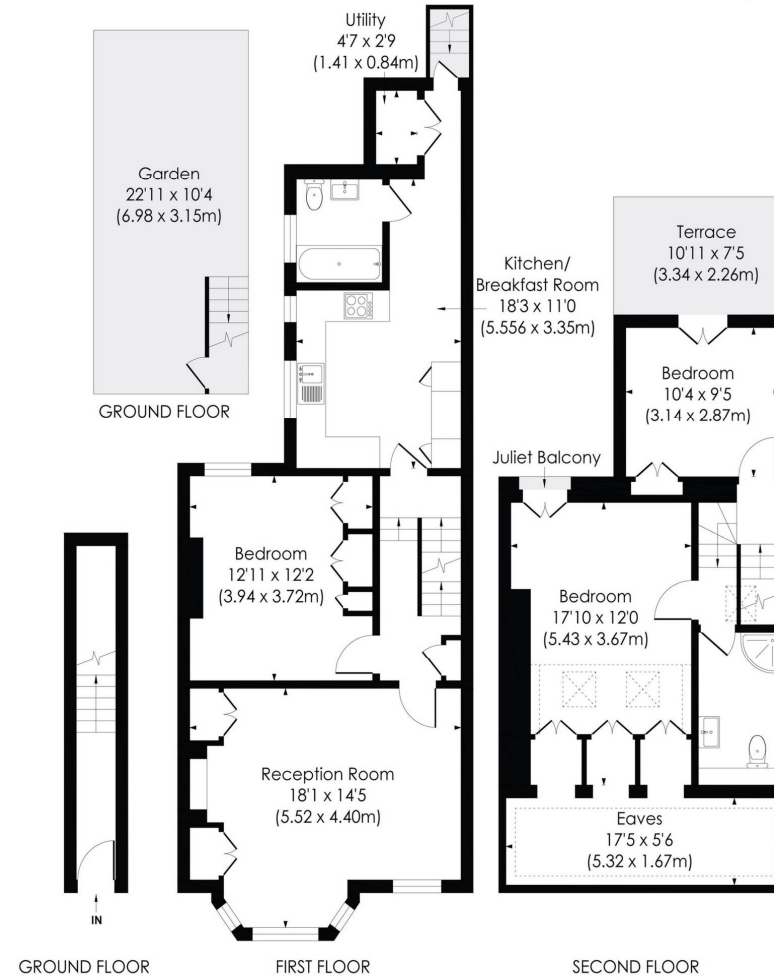 Utility
4'7 x 2'9
(1.41 x 0.84m)
Garden
22'11 x 10'4
(6.98 x 3.15m)
GROUND FLOOR
Kitchen/
Breakfast Room
18'3 x 11'0
(5.556 x 3.35m)
Terrace
10'11 x 7'5
(3.34 x 2.26m)
Bedroom
10'4 x 9'5
(3.14 x 2.87m)
Juliet Balcony
Bedroom
12'11 x 12'2
(3.94 x 3.72m)
Bedroom
17'10 x 12'0
(5.43 x 3.67m)
Reception Room
18'1 x 14'5
(5.52 x 4.40m)
Eaves
17'5 x 5'6
(5.32 x 1.67m)
IN
GROUND FLOOR
FIRST FLOOR
SECOND FLOOR